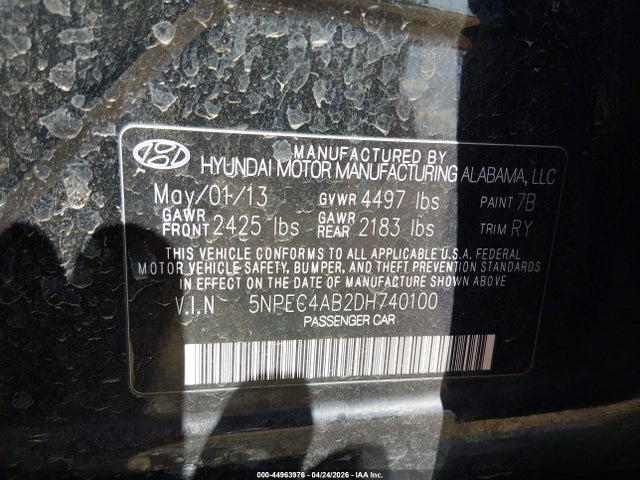 MANUFACTURED BY
HYUNDAI MOTOR MANUFACTURING ALABAMA, LLC
May/01/13 GVWR 4497 lbs PAINT 7B
GAWR FRONT 2425 lbs GAWR REAR 2183 lbs TRIM RY
THIS VEHICLE CONFORMS TO ALL APPLICABLE U.S.A. FEDERAL
MOTOR VEHICLE SAFETY, BUMPER, AND THEFT PREVENTION STANDARDS
IN EFFECT ON THE DATE OF MANUFACTURE SHOWN ABOVE.
V.I.N 5NPEC4AB2DH740100
PASSENGER CAR
000-44963976 - 04/24/2026 - IAA Inc.